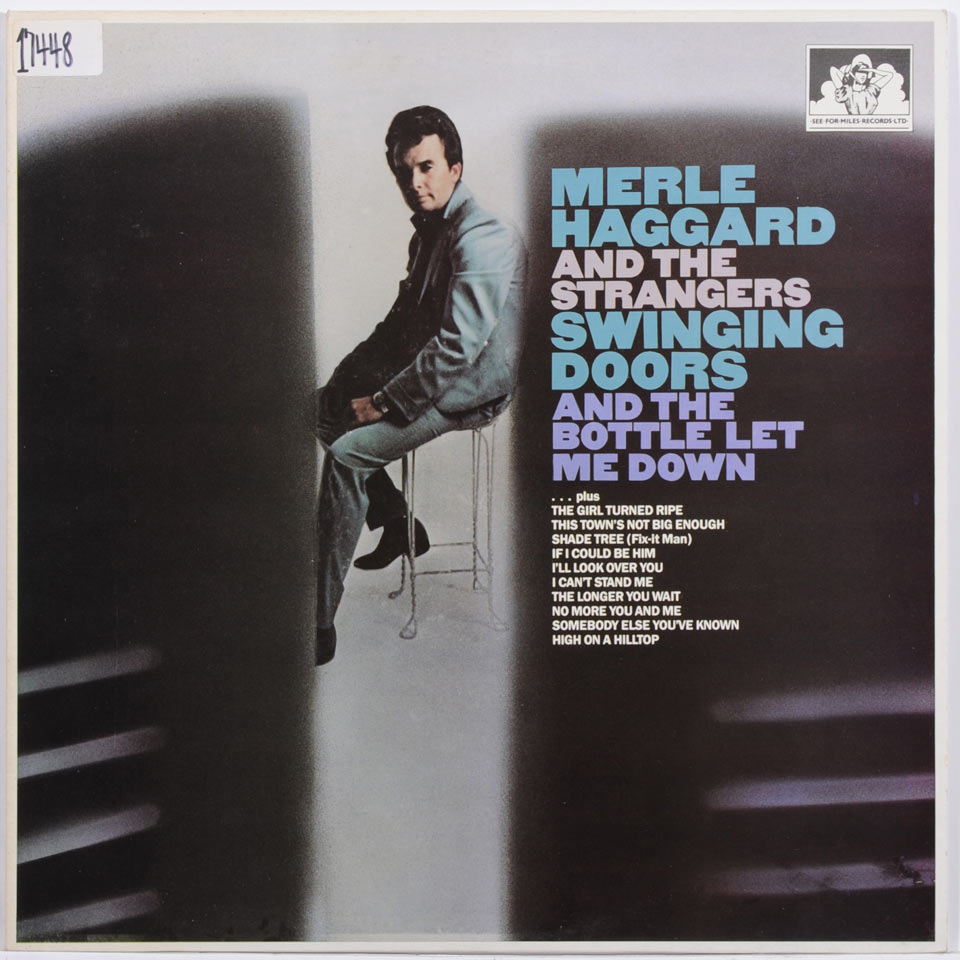 17448
·SEE·FOR·MILES·RECORDS·LTD·
MERLE
HAGGARD
AND THE
STRANGERS
SWINGING
DOORS
AND THE
BOTTLE LET
ME DOWN
. . . plus
THE GIRL TURNED RIPE
THIS TOWN'S NOT BIG ENOUGH
SHADE TREE (Fix-It Man)
IF I COULD BE HIM
I'LL LOOK OVER YOU
I CAN'T STAND ME
THE LONGER YOU WAIT
NO MORE YOU AND ME
SOMEBODY ELSE YOU'VE KNOWN
HIGH ON A HILLTOP